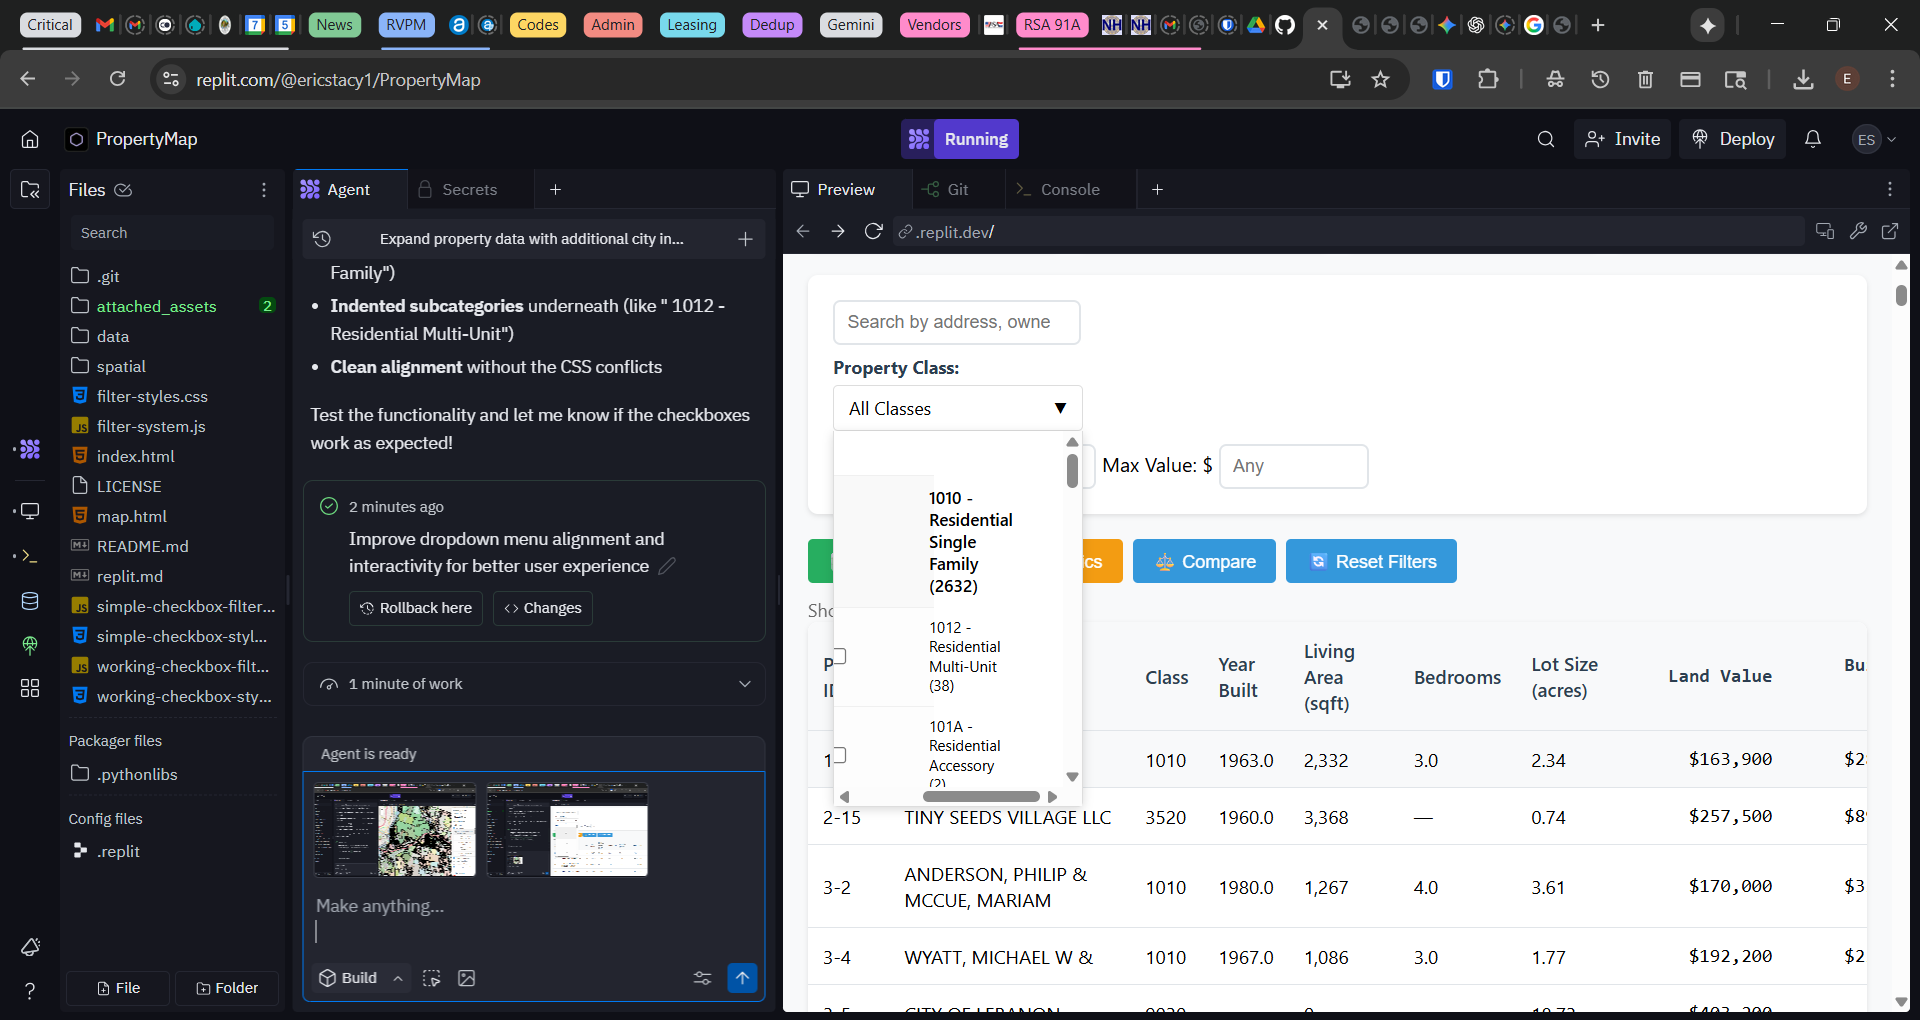 Critical
News
RVPM
Codes
Admin
Leasing
Dedup
Gemini
Vendors
RSA 91A
replit.com/@ericstacy1/PropertyMap
E
PropertyMap
Running
Invite
Deploy
ES
Files
Search
.git
attached_assets 2
data
spatial
filter-styles.css
filter-system.js
index.html
LICENSE
map.html
README.md
replit.md
simple-checkbox-filter...
simple-checkbox-styl...
working-checkbox-filt...
working-checkbox-sty...
Packager files
.pythonlibs
Config files
.replit
File
Folder
Agent
Secrets
Expand property data with additional city in...
Family")
• Indented subcategories underneath (like " 1012 -
Residential Multi-Unit")
• Clean alignment without the CSS conflicts
Test the functionality and let me know if the checkboxes
work as expected!
2 minutes ago
Improve dropdown menu alignment and
interactivity for better user experience
Rollback here
Changes
1 minute of work
Agent is ready
Make anything...
Build
Preview
Git
Console
.replit.dev/
Search by address, owne
Property Class:
All Classes ▼
1010 -
Residential
Single
Family
(2632)
1012 -
Residential
Multi-Unit
(38)
101A -
Residential
Accessory
(2)
Max Value: $ Any
cs
Compare
Reset Filters
Sho
P
ID
Class
Year
Built
Living
Area
(sqft)
Bedrooms
Lot Size
(acres)
Land Value
Bu
1 1010 1963.0 2,332 3.0 2.34 $163,900 $2
2-15 TINY SEEDS VILLAGE LLC 3520 1960.0 3,368 — 0.74 $257,500 $8
3-2 ANDERSON, PHILIP &
MCCUE, MARIAM 1010 1980.0 1,267 4.0 3.61 $170,000 $3
3-4 WYATT, MICHAEL W & 1010 1967.0 1,086 3.0 1.77 $192,200 $2